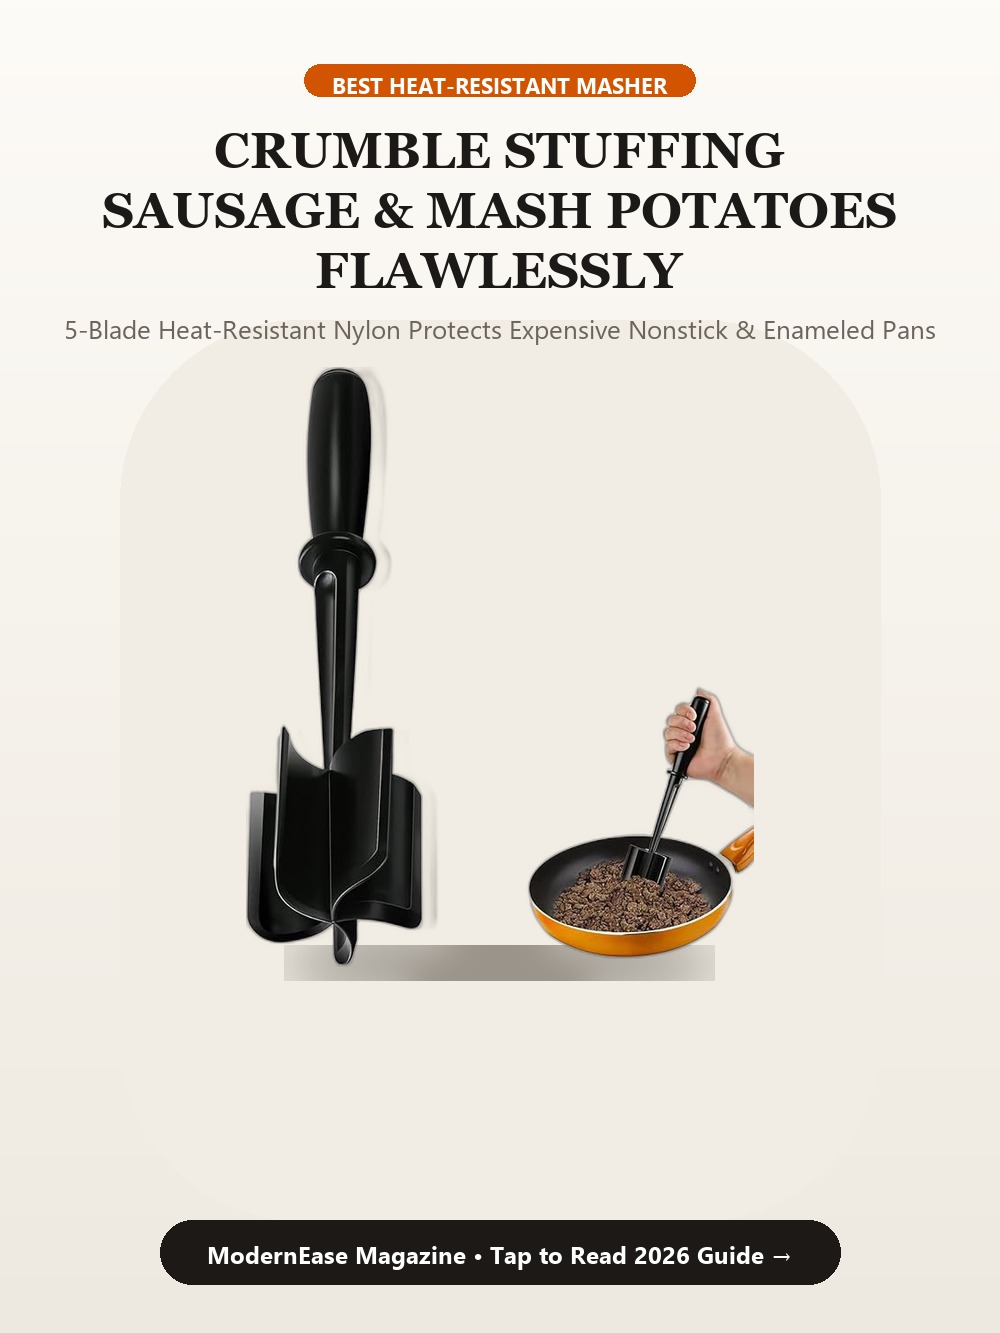 BEST HEAT-RESISTANT MASHER
CRUMBLE STUFFING
SAUSAGE & MASH POTATOES
FLAWLESSLY
5-Blade Heat-Resistant Nylon Protects Expensive Nonstick & Enameled Pans
ModernEase Magazine • Tap to Read 2026 Guide →